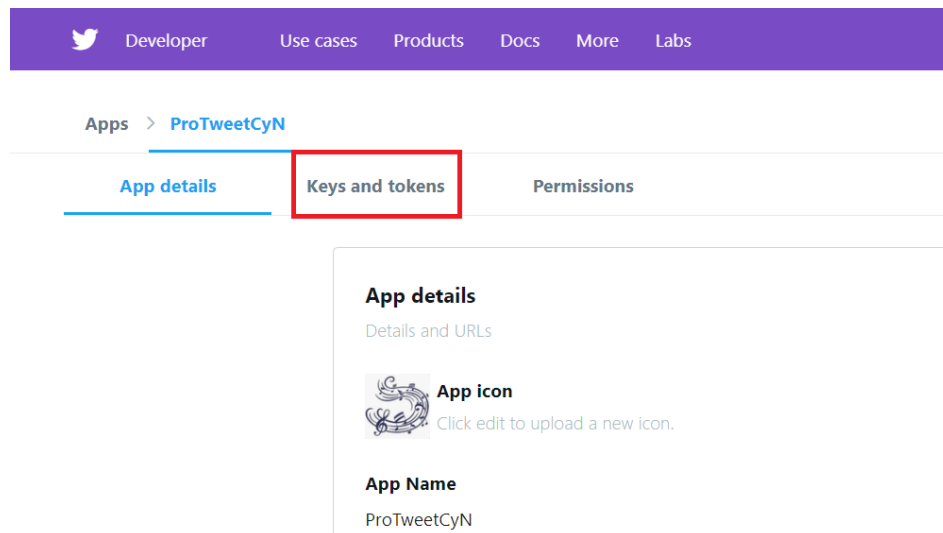 Developer Use cases Products Docs More Labs
Apps > ProTweetCyN
App details Keys and tokens Permissions
App details
Details and URLs
App icon
Click edit to upload a new icon.
App Name
ProTweetCyN